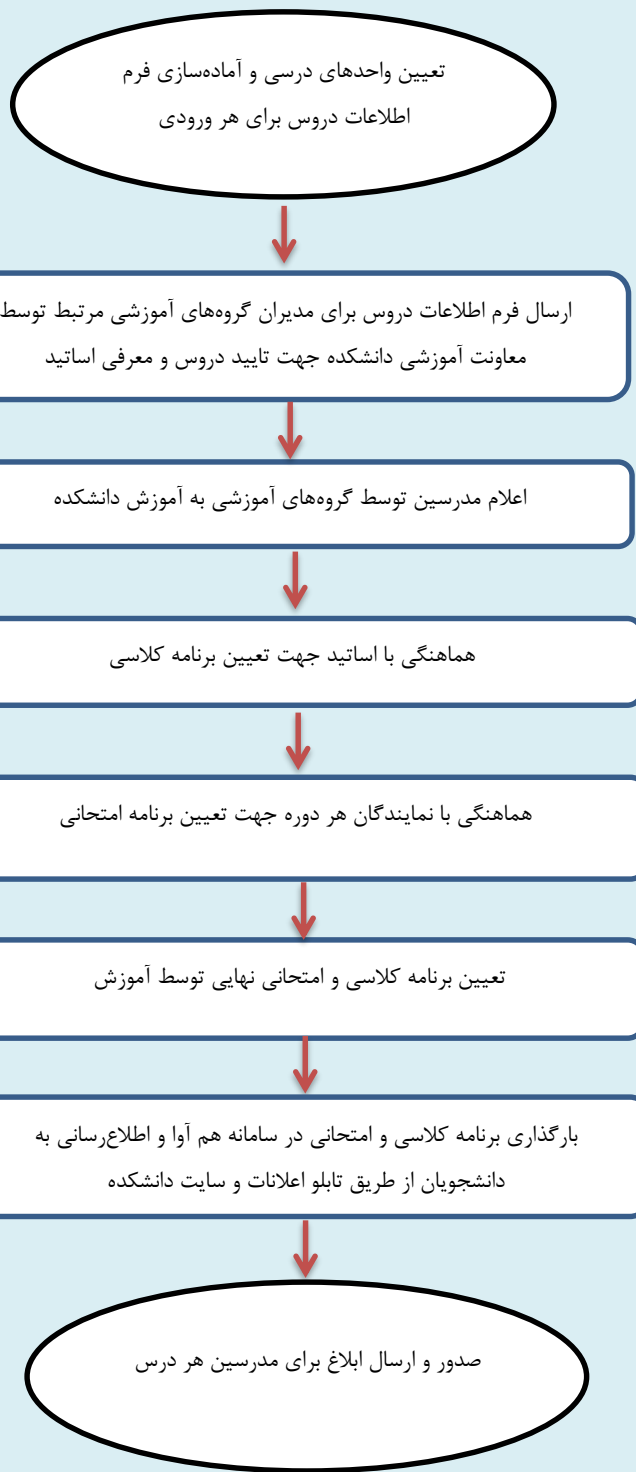 تعیین واحدهای درسی و آماده‌سازی فرم
اطلاعات دروس برای هر ورودی
ارسال فرم اطلاعات دروس برای مدیران گروه‌های آموزشی مرتبط توسط
معاونت آموزشی دانشکده جهت تایید دروس و معرفی اساتید
اعلام مدرسین توسط گروه‌های آموزشی به آموزش دانشکده
هماهنگی با اساتید جهت تعیین برنامه کلاسی
هماهنگی با نمایندگان هر دوره جهت تعیین برنامه امتحانی
تعیین برنامه کلاسی و امتحانی نهایی توسط آموزش
بارگذاری برنامه کلاسی و امتحانی در سامانه هم آوا و اطلاع‌رسانی به
دانشجویان از طریق تابلو اعلانات و سایت دانشکده
صدور و ارسال ابلاغ برای مدرسین هر درس